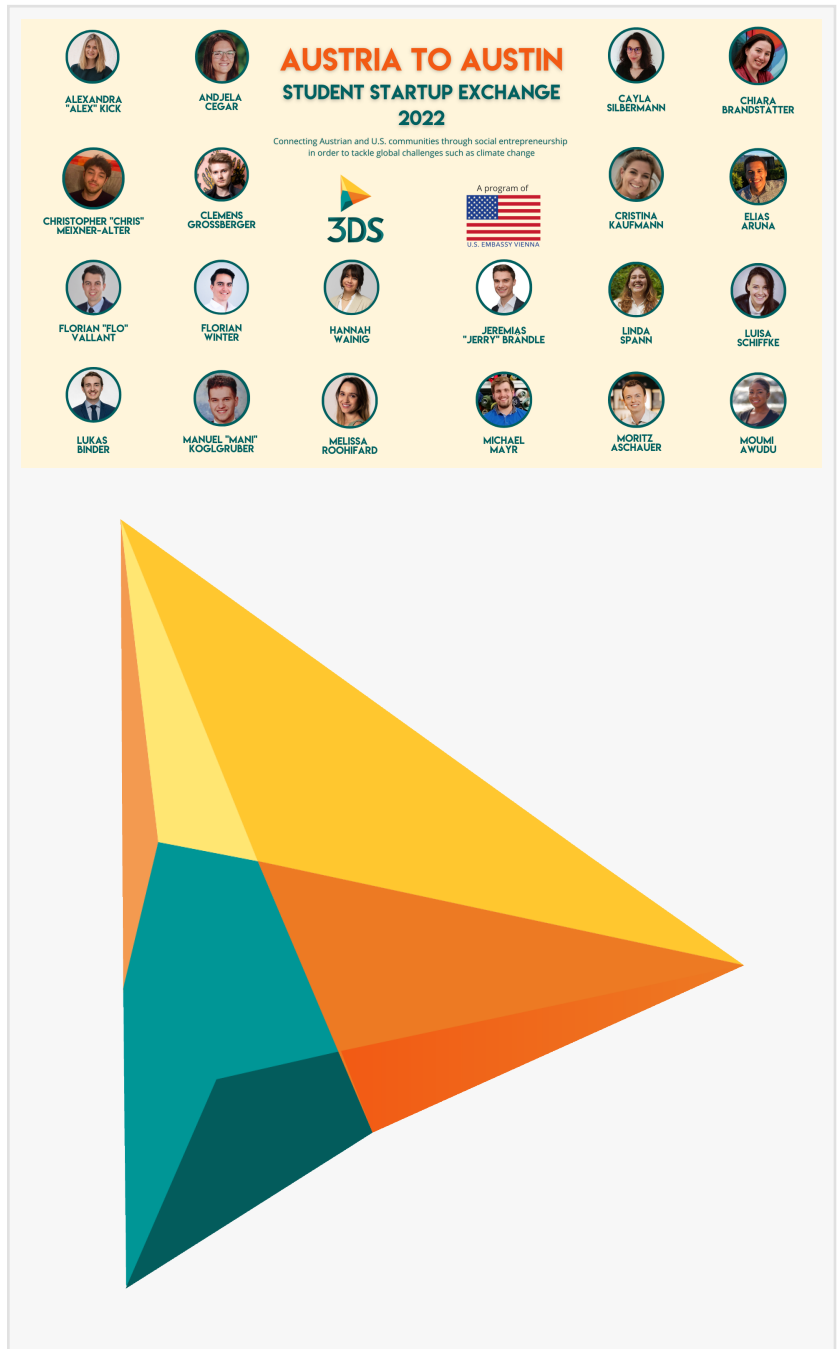 AUSTRIA TO AUSTIN
STUDENT STARTUP EXCHANGE
2022
Connecting Austrian and U.S. communities through social entrepreneurship
in order to tackle global challenges such as climate change
3DS
A program of
U.S. EMBASSY VIENNA
ALEXANDRA
"ALEX" KICK
ANDJELA
CEGAR
CAYLA
SILBERMANN
CHIARA
BRANDSTATTER
CHRISTOPHER "CHRIS"
MEIXNER-ALTER
CLEMENS
GROSSBERGER
CRISTINA
KAUFMANN
ELIAS
ARUNA
FLORIAN "FLO"
VALLANT
FLORIAN
WINTER
HANNAH
WAINIG
JEREMIAS
"JERRY" BRANDLE
LINDA
SPANN
LUISA
SCHIFFKE
LUKAS
BINDER
MANUEL "MANI"
KOGLGRUBER
MELISSA
ROOHIFARD
MICHAEL
MAYR
MORITZ
ASCHAUER
MOUMI
AWUDU